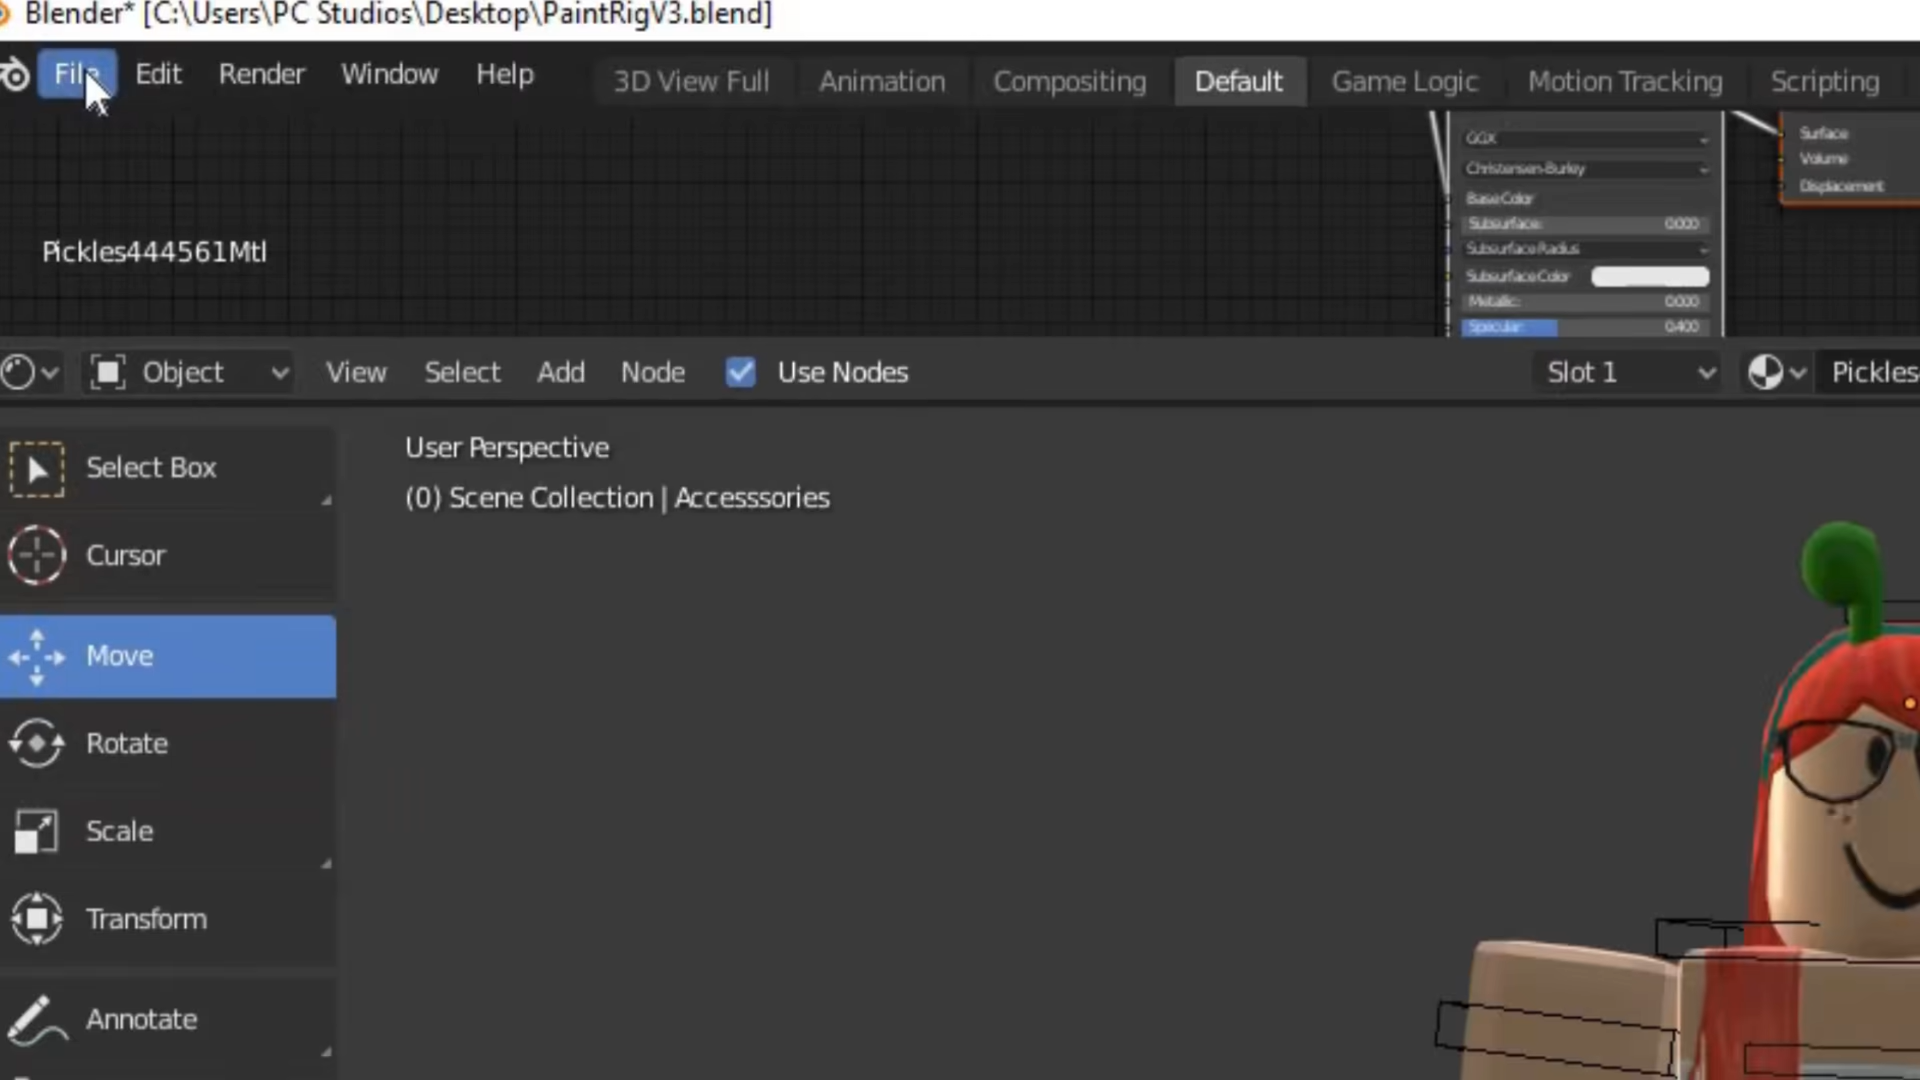 Blender* [C:\Users\PC Studios\Desktop\PaintRigV3.blend]
File Edit Render Window Help 3D View Full Animation Compositing Default Game Logic Motion Tracking Scripting
GGX
Christensen-Burley
Base Color
Subsurface: 0.000
Subsurface Radius
Subsurface Color
Metallic: 0.000
Specular: 0.400
Surface
Volume
Displacement
Pickles444561Mtl
Object View Select Add Node Use Nodes Slot 1 Pickles
User Perspective
(0) Scene Collection | Accesssories
Select Box
Cursor
Move
Rotate
Scale
Transform
Annotate